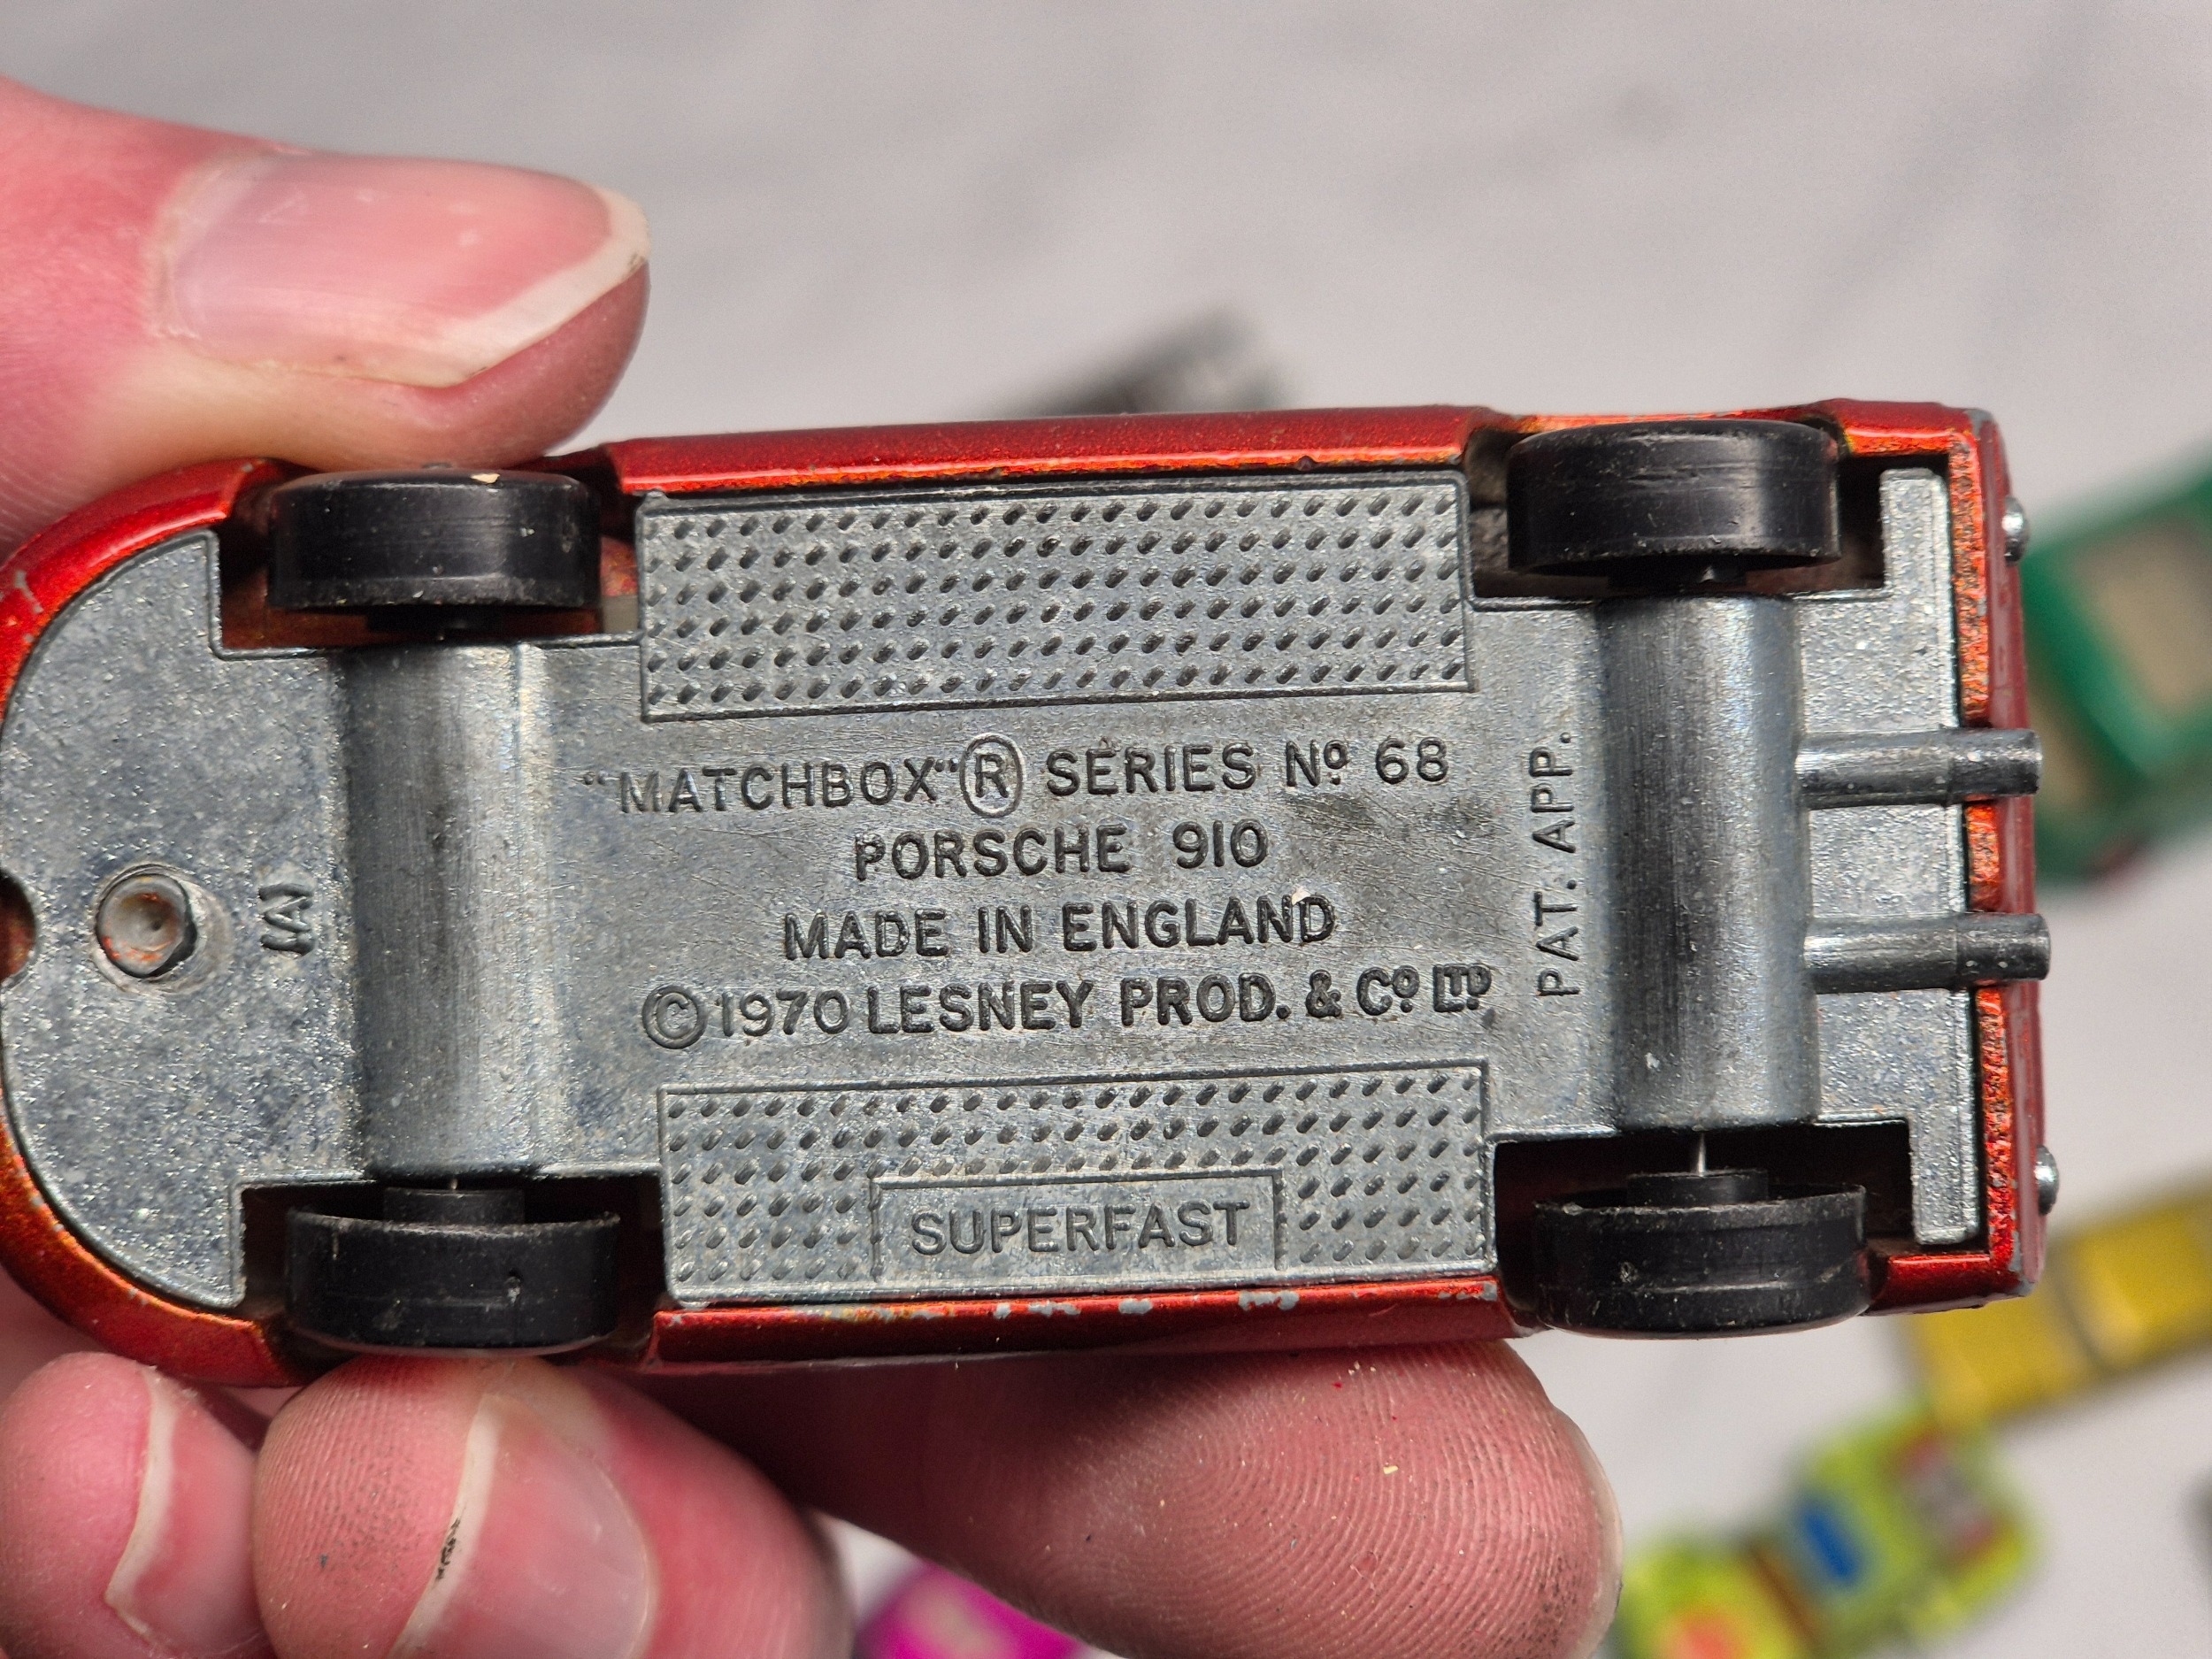 "MATCHBOX" ® SERIES Nº 68
PORSCHE 910
MADE IN ENGLAND
© 1970 LESNEY PROD. & Cº LTD
PAT. APP.
SUPERFAST